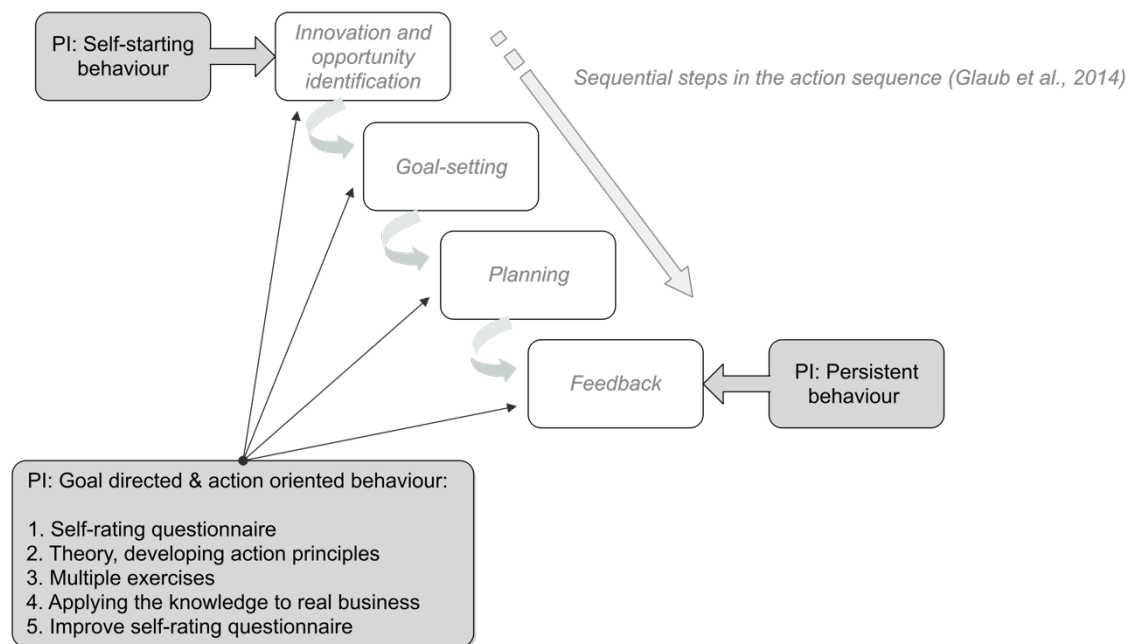 PI: Self-starting
behaviour
Innovation and
opportunity
identification
Sequential steps in the action sequence (Glaub et al., 2014)
Goal-setting
Planning
Feedback
PI: Persistent
behaviour
PI: Goal directed & action oriented behaviour:
1. Self-rating questionnaire
2. Theory, developing action principles
3. Multiple exercises
4. Applying the knowledge to real business
5. Improve self-rating questionnaire